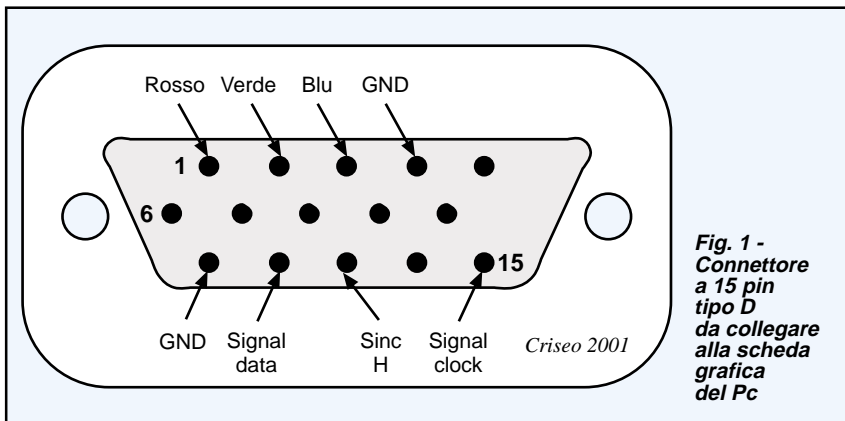 Rosso Verde Blu GND
1
6
15
GND Signal data Sinc H Signal clock
Criseo 2001
Fig. 1 -
Connettore
a 15 pin
tipo D
da collegare
alla scheda
grafica
del Pc